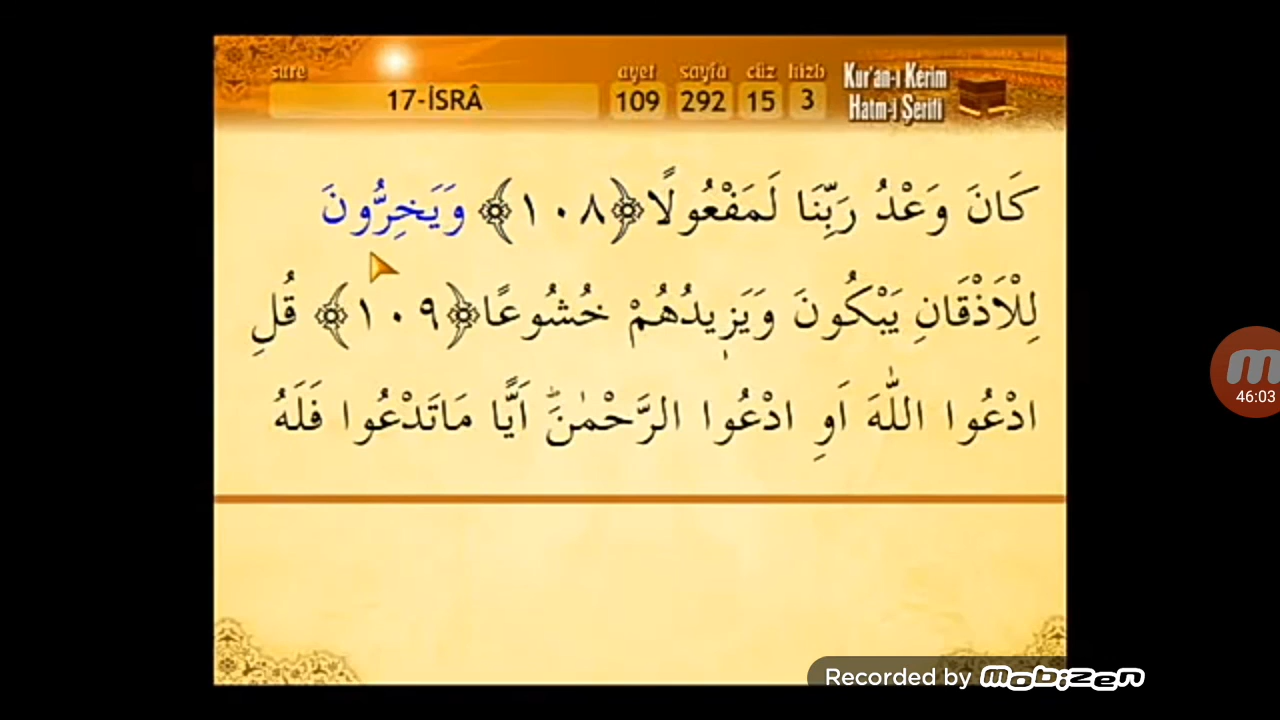 sure
ayet sayfa cüz hizb
17-İSRÂ 109 292 15 3
Kur'an-ı Kerim
Hatm-i Şerifi
كَانَ وَعْدُ رَبِّنَا لَمَفْعُولًا ﴿١٠٨﴾ وَيَخِرُّونَ
لِلْاَذْقَانِ يَبْكُونَ وَيَزٖيدُهُمْ خُشُوعًا ﴿١٠٩﴾ قُلِ
ادْعُوا اللّٰهَ اَوِ ادْعُوا الرَّحْمٰنَۜ اَيًّا مَاتَدْعُوا فَلَهُ
46:03
Recorded by Mobizen